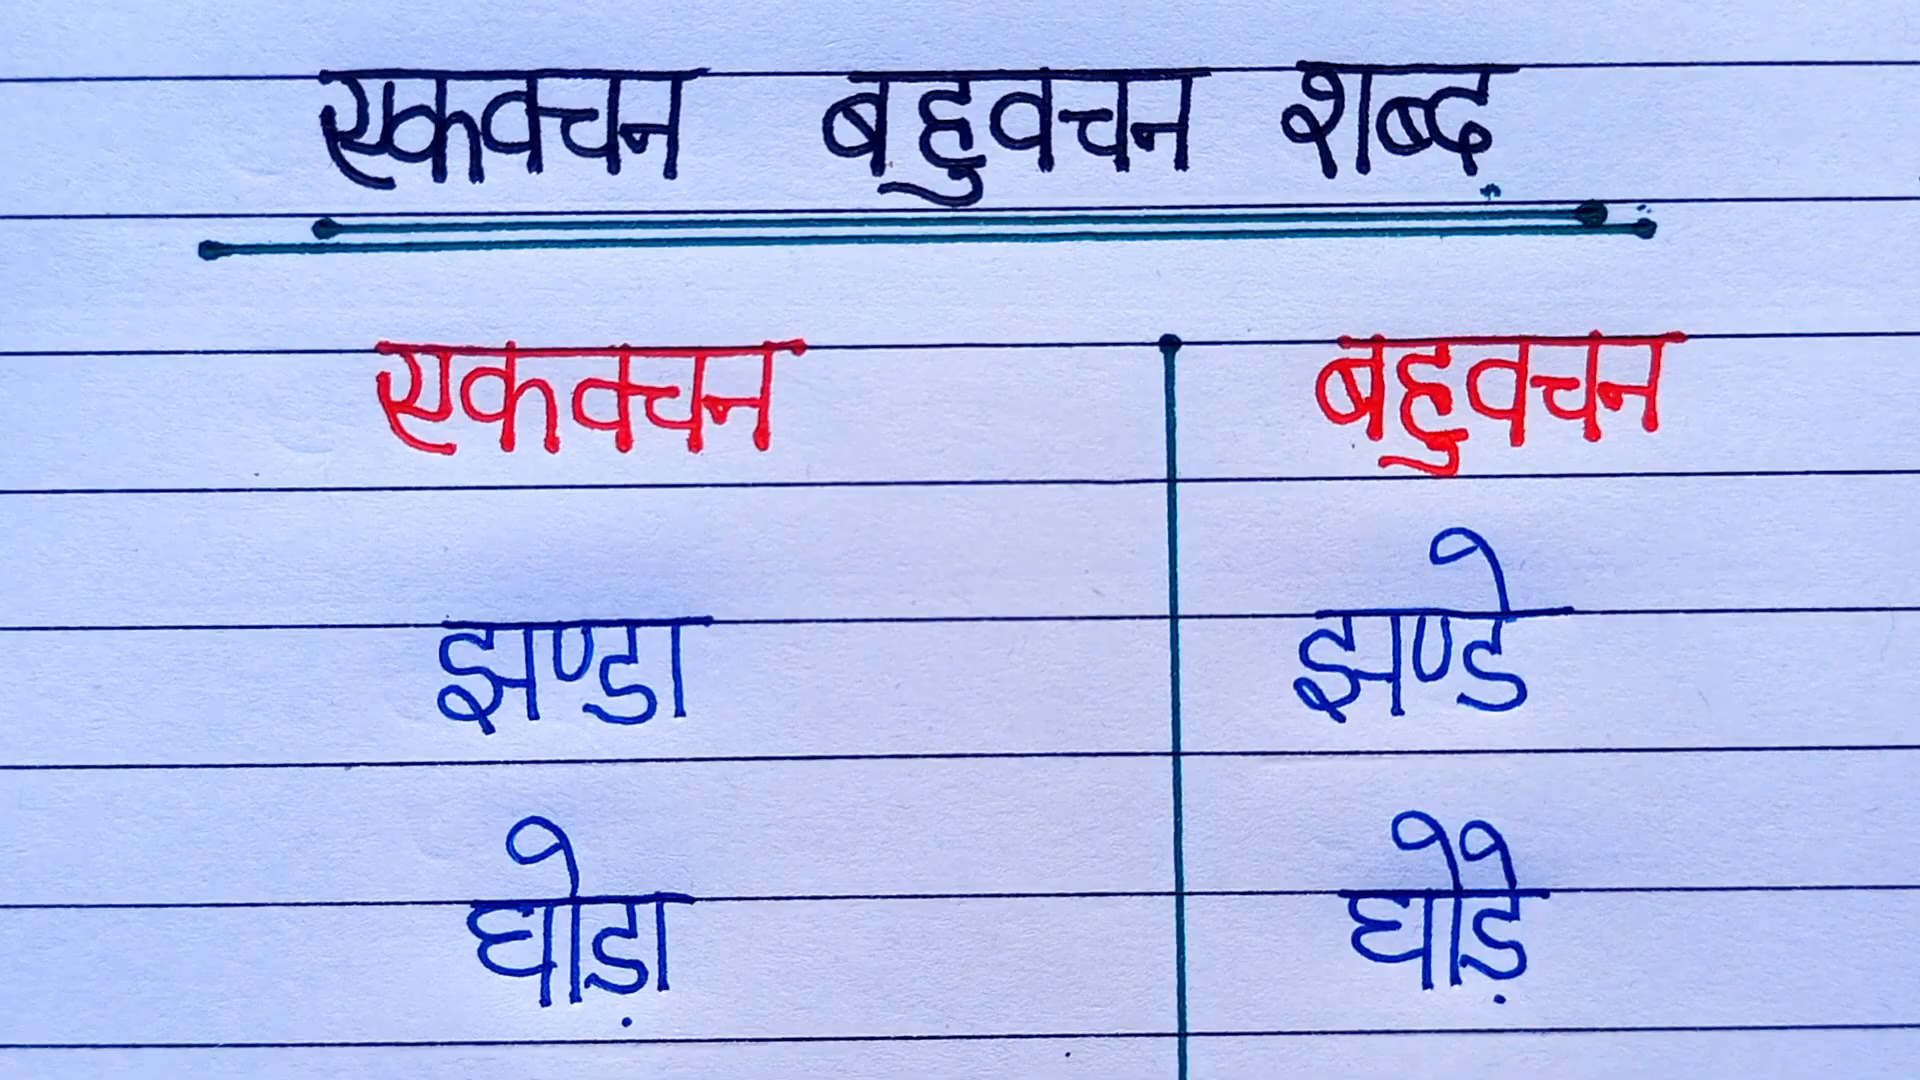 एकवचन बहुवचन शब्द
एकवचन बहुवचन
झण्डा झण्डे
घोड़ा घोड़े